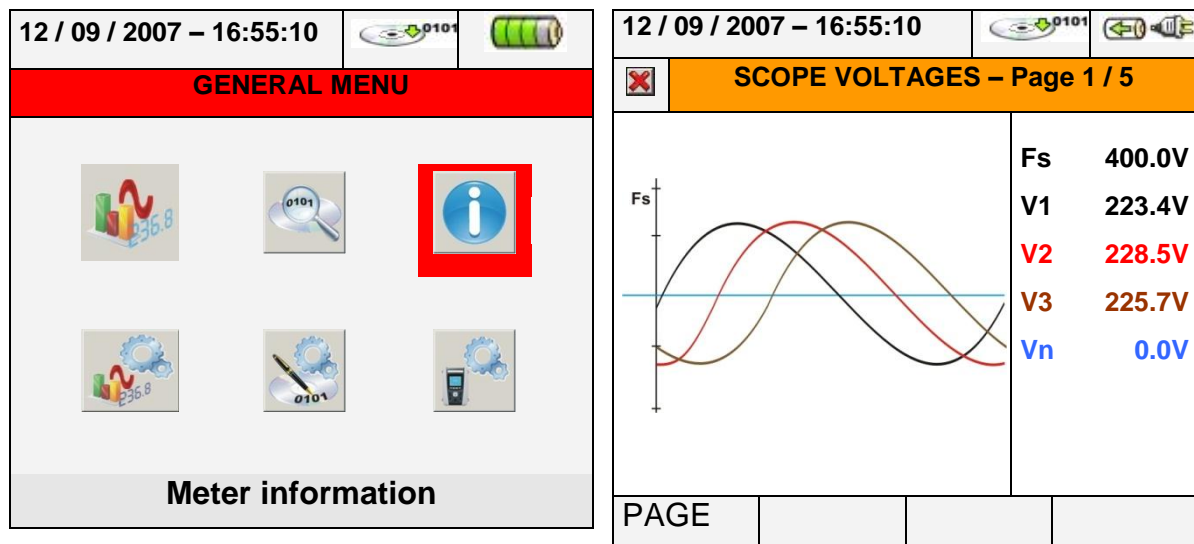 12 / 09 / 2007 – 16:55:10
0101
GENERAL MENU
236.8
0101
236.8
0101
Meter information
12 / 09 / 2007 – 16:55:10
0101
SCOPE VOLTAGES – Page 1 / 5
Fs
Fs 400.0V
V1 223.4V
V2 228.5V
V3 225.7V
Vn 0.0V
PAGE